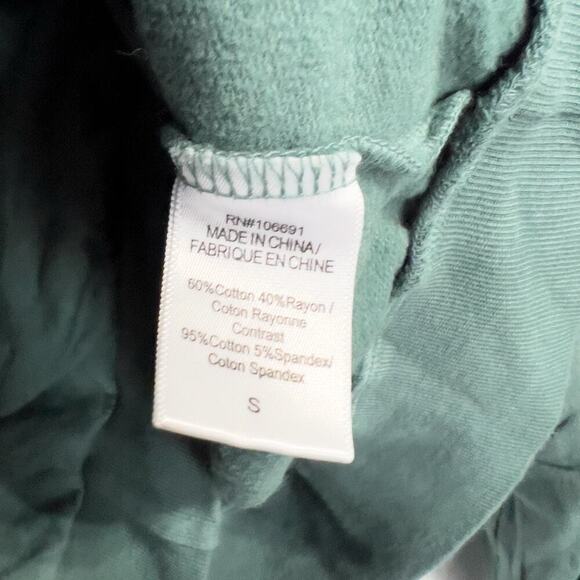 RN#106691
MADE IN CHINA/
FABRIQUE EN CHINE
60%Cotton 40%Rayon /
Coton Rayonne
Contrast
95%Cotton 5%Spandex/
Coton Spandex
S